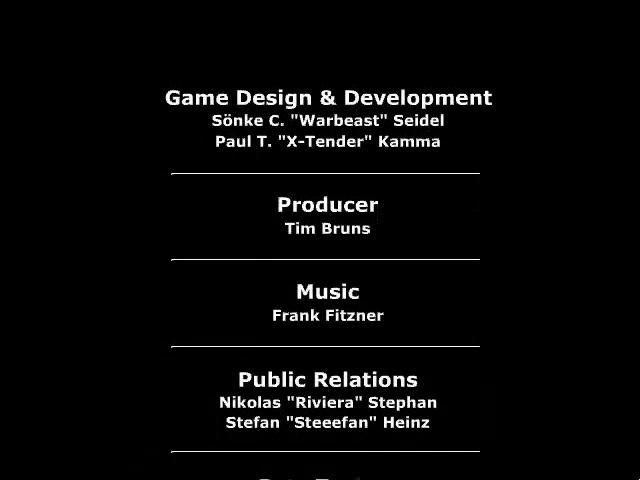 Game Design & Development
Sönke C. "Warbeast" Seidel
Paul T. "X-Tender" Kamma
Producer
Tim Bruns
Music
Frank Fitzner
Public Relations
Nikolas "Riviera" Stephan
Stefan "Steeefan" Heinz